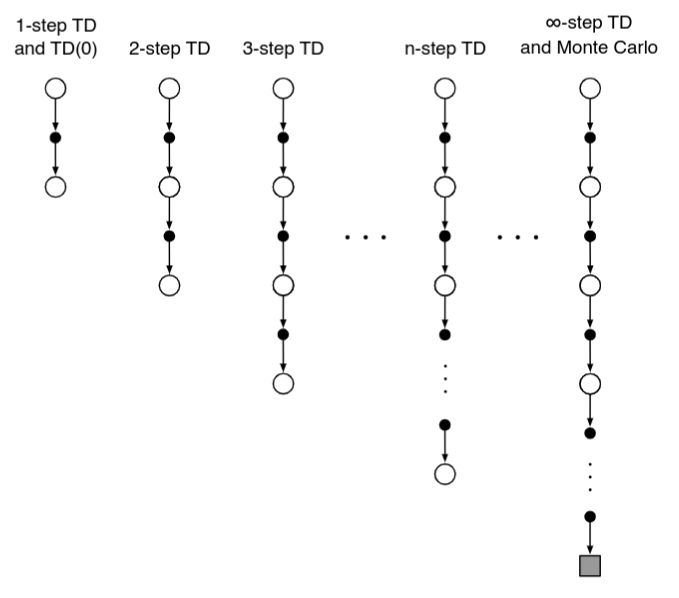 1-step TD
and TD(0)
2-step TD
3-step TD
n-step TD
∞-step TD
and Monte Carlo